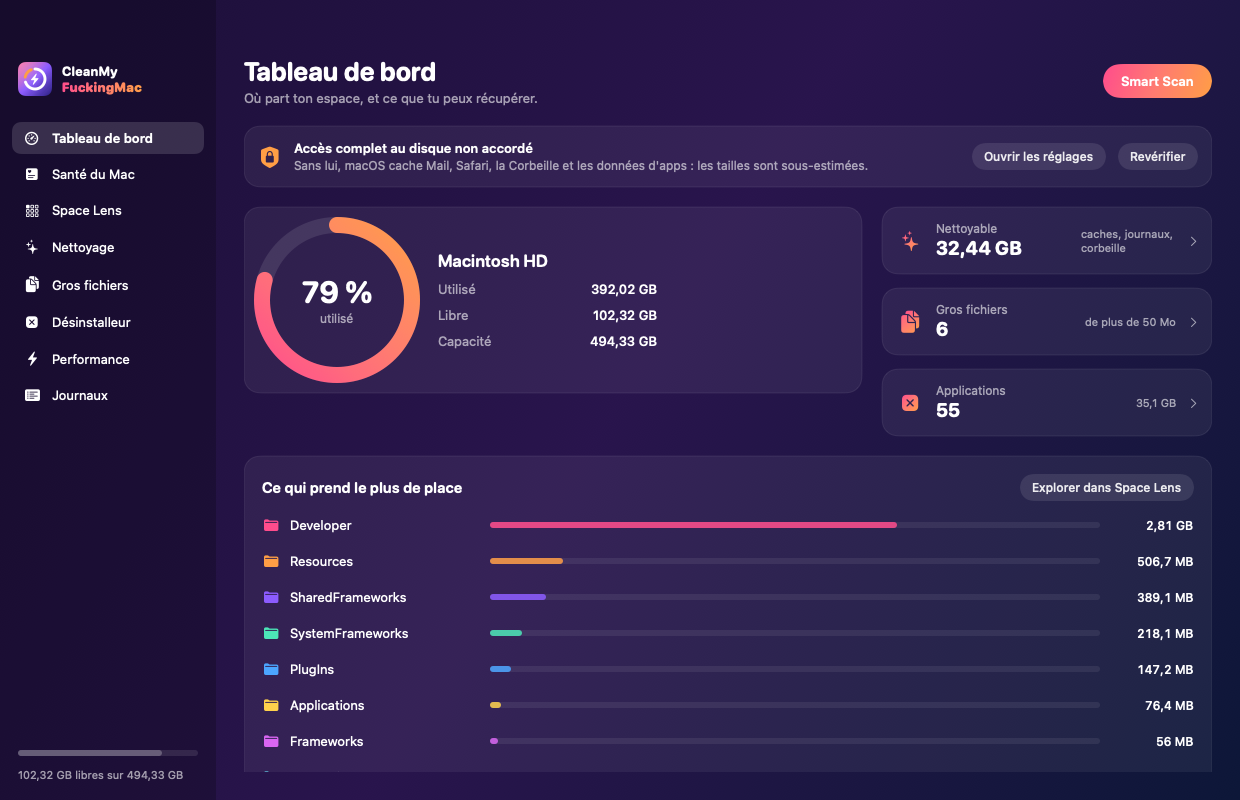 CleanMy
FuckingMac
Tableau de bord
Santé du Mac
Space Lens
Nettoyage
Gros fichiers
Désinstalleur
Performance
Journaux
102,32 GB libres sur 494,33 GB
Tableau de bord
Où part ton espace, et ce que tu peux récupérer.
Smart Scan
Accès complet au disque non accordé
Sans lui, macOS cache Mail, Safari, la Corbeille et les données d'apps : les tailles sont sous-estimées.
Ouvrir les réglages
Revérifier
79 %
utilisé
Macintosh HD
Utilisé 392,02 GB
Libre 102,32 GB
Capacité 494,33 GB
Nettoyable
32,44 GB
caches, journaux,
corbeille
Gros fichiers
6
de plus de 50 Mo
Applications
55
35,1 GB
Ce qui prend le plus de place
Explorer dans Space Lens
Developer 2,81 GB
Resources 506,7 MB
SharedFrameworks 389,1 MB
SystemFrameworks 218,1 MB
PlugIns 147,2 MB
Applications 76,4 MB
Frameworks 56 MB